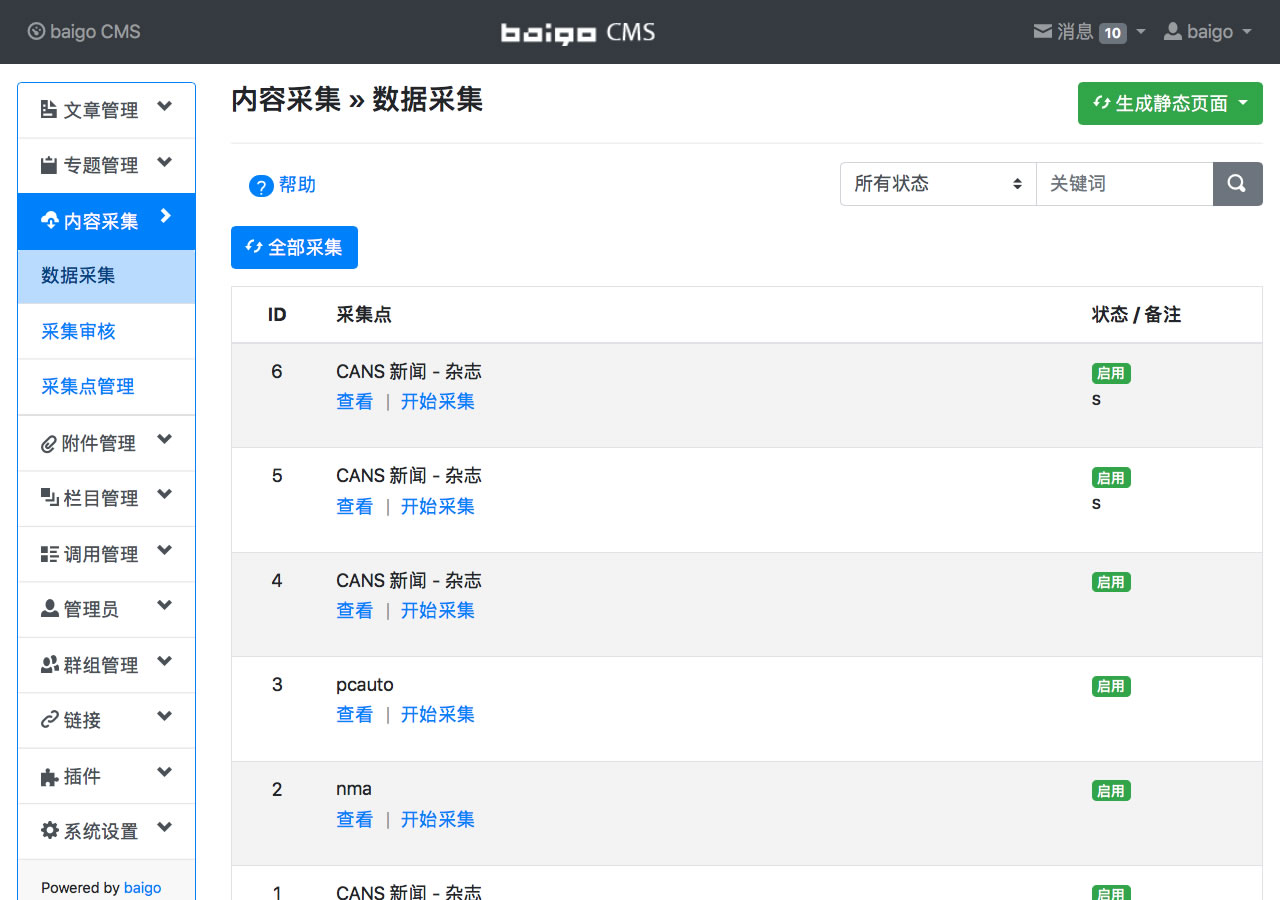 baigo CMS
baigo CMS
消息 10
baigo
文章管理
专题管理
内容采集
数据采集
采集审核
采集点管理
附件管理
栏目管理
调用管理
管理员
群组管理
链接
插件
系统设置
Powered by baigo
内容采集 » 数据采集
生成静态页面
帮助
所有状态
关键词
全部采集
ID 采集点 状态 / 备注
6 CANS 新闻 - 杂志 启用
查看 | 开始采集 s
5 CANS 新闻 - 杂志 启用
查看 | 开始采集 s
4 CANS 新闻 - 杂志 启用
查看 | 开始采集
3 pcauto 启用
查看 | 开始采集
2 nma 启用
查看 | 开始采集
1 CANS 新闻 - 杂志 启用